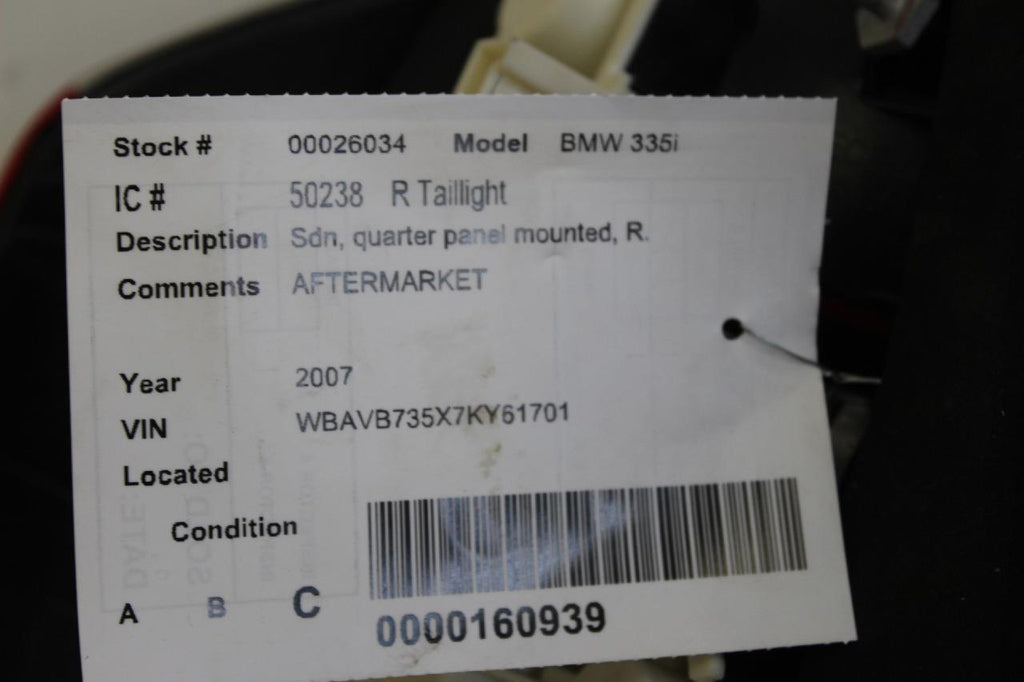 Stock # 00026034 Model BMW 335i
IC # 50238 R Taillight
Description Sdn, quarter panel mounted, R.
Comments AFTERMARKET
Year 2007
VIN WBAVB735X7KY61701
Located
Condition
A B C
0000160939